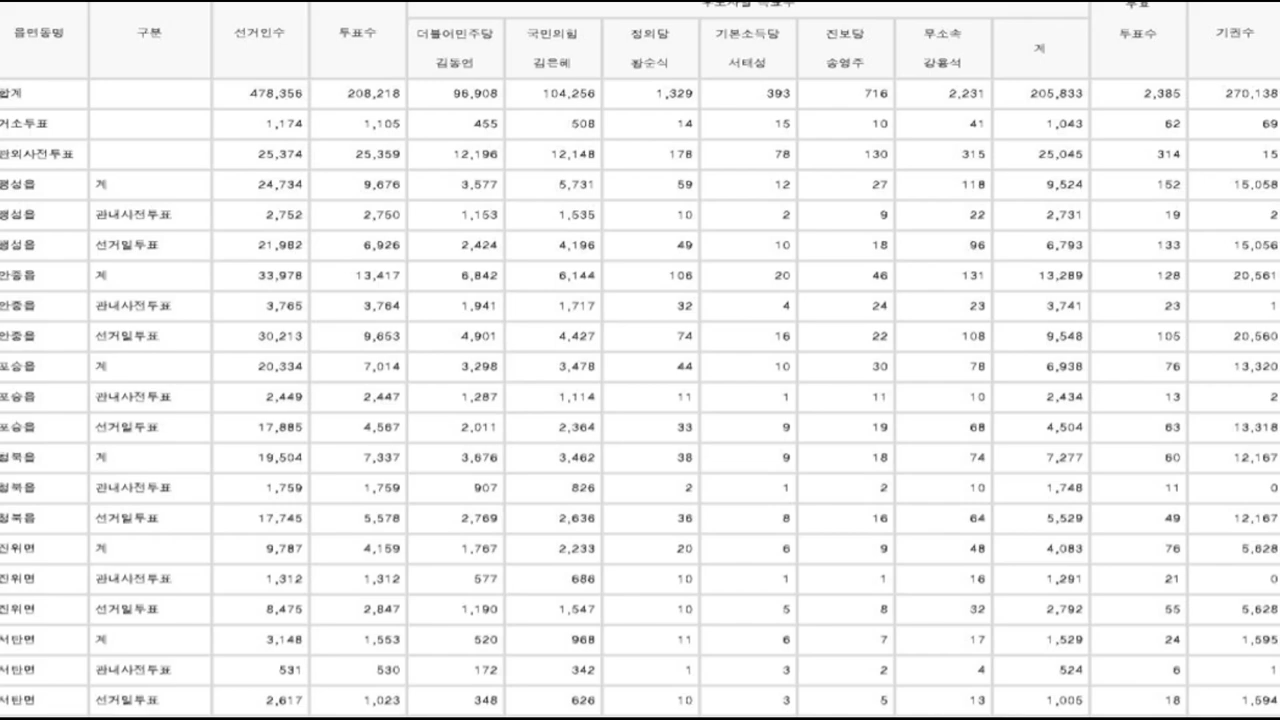 후보자별 득표수 무효
읍면동명 구분 선거인수 투표수 더불어민주당 국민의힘 정의당 기본소득당 진보당 무소속 계 투표수 기권수
김동연 김은혜 황순식 서태성 송영주 강용석
합계 478,356 208,218 96,908 104,256 1,329 393 716 2,231 205,833 2,385 270,138
거소투표 1,174 1,105 455 508 14 15 10 41 1,043 62 69
관외사전투표 25,374 25,359 12,196 12,148 178 78 130 315 25,045 314 15
팽성읍 계 24,734 9,676 3,577 5,731 59 12 27 118 9,524 152 15,058
팽성읍 관내사전투표 2,752 2,750 1,153 1,535 10 2 9 22 2,731 19 2
팽성읍 선거일투표 21,982 6,926 2,424 4,196 49 10 18 96 6,793 133 15,056
안중읍 계 33,978 13,417 6,842 6,144 106 20 46 131 13,289 128 20,561
안중읍 관내사전투표 3,765 3,764 1,941 1,717 32 4 24 23 3,741 23 1
안중읍 선거일투표 30,213 9,653 4,901 4,427 74 16 22 108 9,548 105 20,560
포승읍 계 20,334 7,014 3,298 3,478 44 10 30 78 6,938 76 13,320
포승읍 관내사전투표 2,449 2,447 1,287 1,114 11 1 11 10 2,434 13 2
포승읍 선거일투표 17,885 4,567 2,011 2,364 33 9 19 68 4,504 63 13,318
청북읍 계 19,504 7,337 3,676 3,462 38 9 18 74 7,277 60 12,167
청북읍 관내사전투표 1,759 1,759 907 826 2 1 2 10 1,748 11 0
청북읍 선거일투표 17,745 5,578 2,769 2,636 36 8 16 64 5,529 49 12,167
진위면 계 9,787 4,159 1,767 2,233 20 6 9 48 4,083 76 5,628
진위면 관내사전투표 1,312 1,312 577 686 10 1 1 16 1,291 21 0
진위면 선거일투표 8,475 2,847 1,190 1,547 10 5 8 32 2,792 55 5,628
서탄면 계 3,148 1,553 520 968 11 6 7 17 1,529 24 1,595
서탄면 관내사전투표 531 530 172 342 1 3 2 4 524 6 1
서탄면 선거일투표 2,617 1,023 348 626 10 3 5 13 1,005 18 1,594